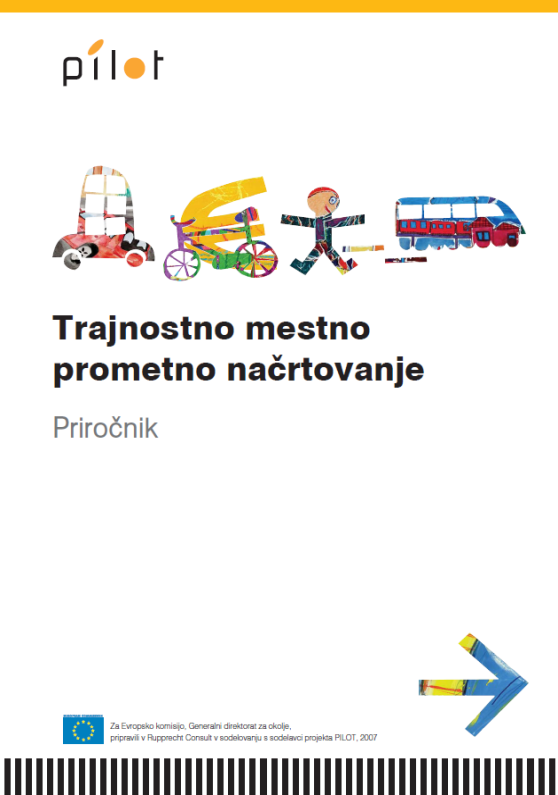 pilot
Trajnostno mestno
prometno načrtovanje
Priročnik
Za Evropsko komisijo, Generalni direktorat za okolje,
pripravili v Rupprecht Consult v sodelovanju s sodelavci projekta PILOT, 2007